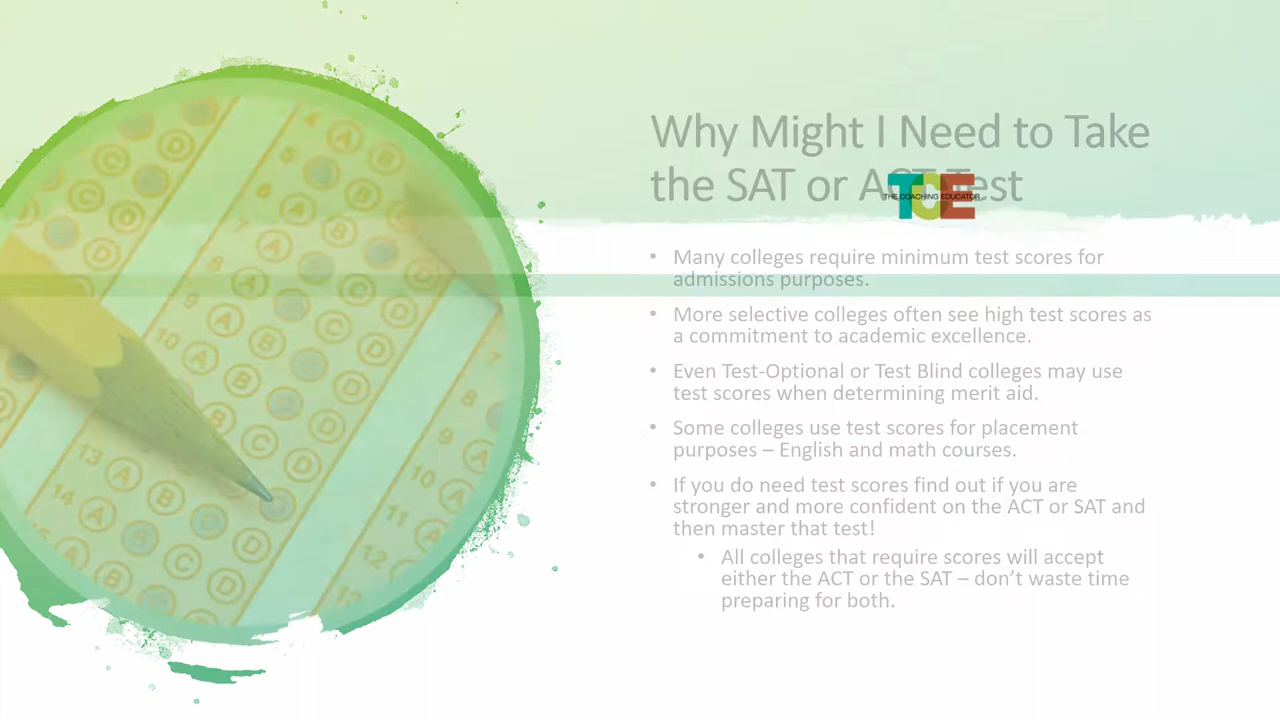 Why Might I Need to Take
the SAT or ACT Test
TCE
THE COACHING EDUCATOR
• Many colleges require minimum test scores for
admissions purposes.
• More selective colleges often see high test scores as
a commitment to academic excellence.
• Even Test-Optional or Test Blind colleges may use
test scores when determining merit aid.
• Some colleges use test scores for placement
purposes – English and math courses.
• If you do need test scores find out if you are
stronger and more confident on the ACT or SAT and
then master that test!
• All colleges that require scores will accept
either the ACT or the SAT – don’t waste time
preparing for both.